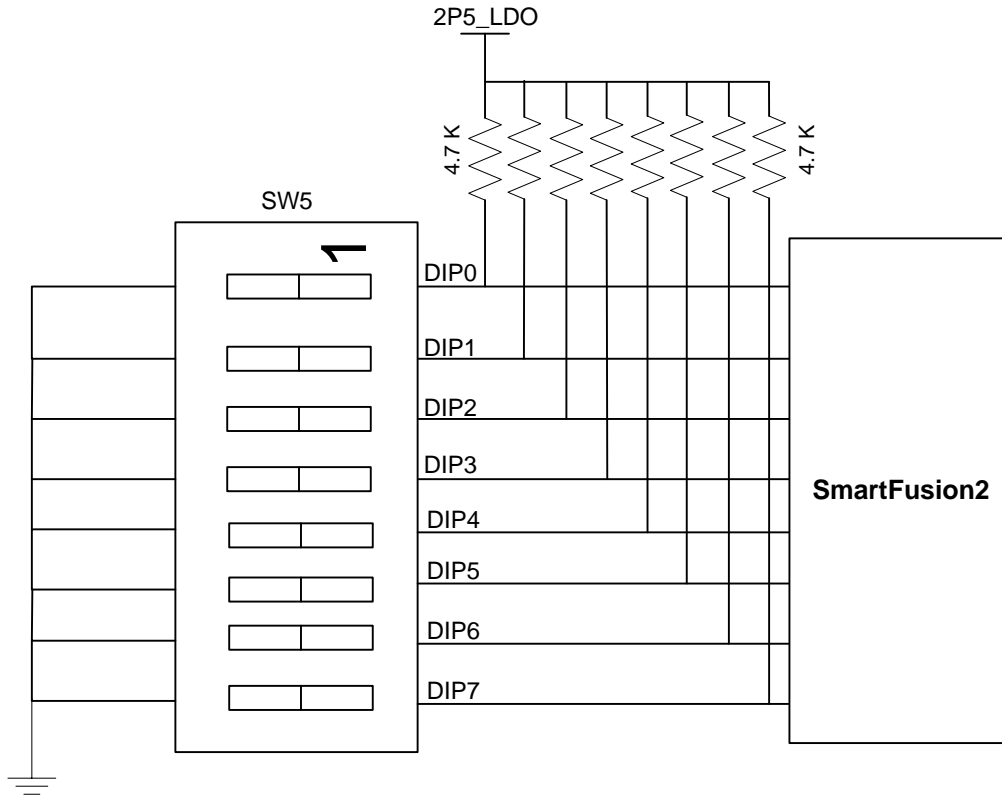 2P5_LDO
4.7 K
4.7 K
SW5
1
DIP0
DIP1
DIP2
DIP3
DIP4
DIP5
DIP6
DIP7
SmartFusion2